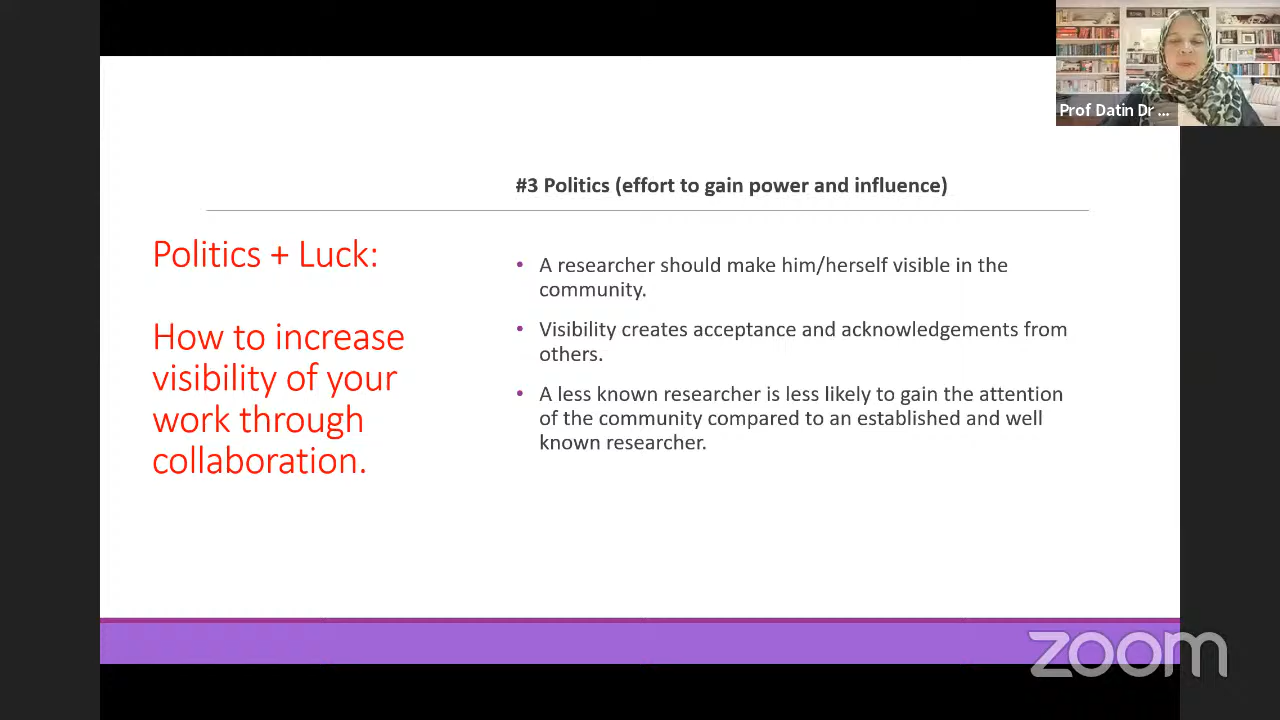 Prof Datin Dr ...
#3 Politics (effort to gain power and influence)
Politics + Luck:
How to increase
visibility of your
work through
collaboration.
• A researcher should make him/herself visible in the
community.
• Visibility creates acceptance and acknowledgements from
others.
• A less known researcher is less likely to gain the attention
of the community compared to an established and well
known researcher.
zoom